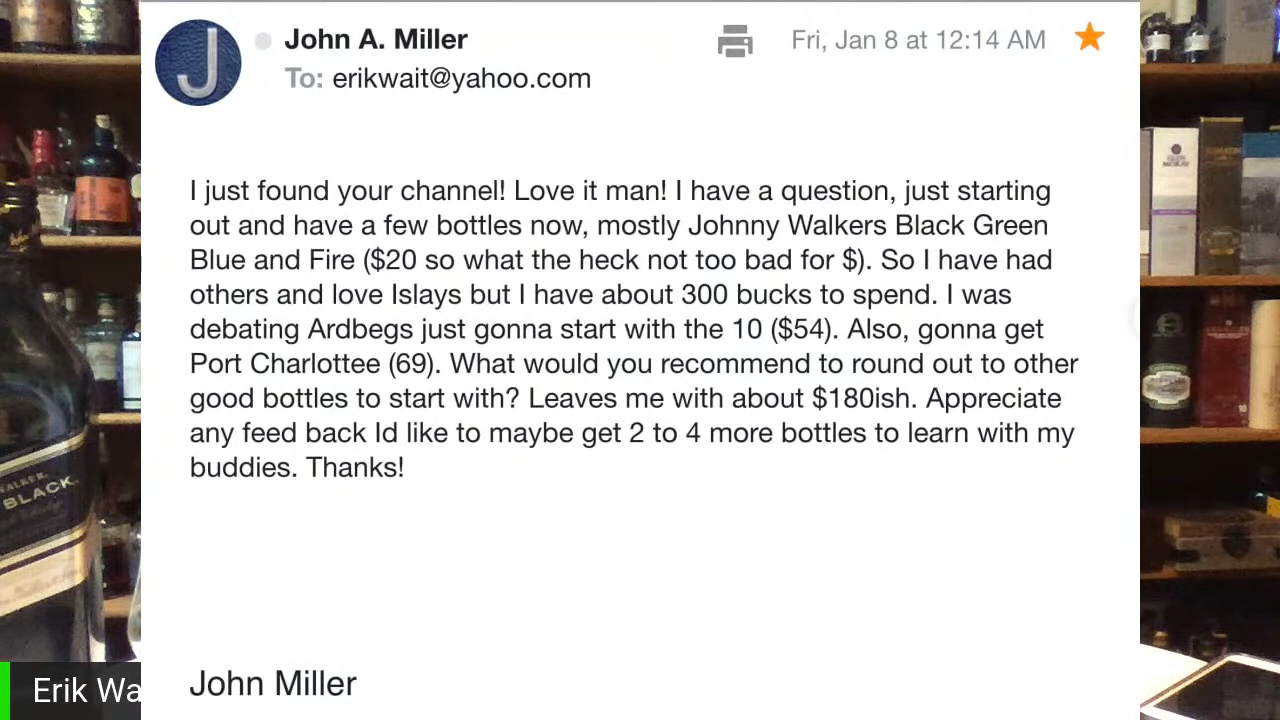 J
John A. Miller
Fri, Jan 8 at 12:14 AM
To: erikwait@yahoo.com
I just found your channel! Love it man! I have a question, just starting
out and have a few bottles now, mostly Johnny Walkers Black Green
Blue and Fire ($20 so what the heck not too bad for $). So I have had
others and love Islays but I have about 300 bucks to spend. I was
debating Ardbegs just gonna start with the 10 ($54). Also, gonna get
Port Charlottee (69). What would you recommend to round out to other
good bottles to start with? Leaves me with about $180ish. Appreciate
any feed back Id like to maybe get 2 to 4 more bottles to learn with my
buddies. Thanks!
John Miller
WALKER
BLACK
Erik Wa